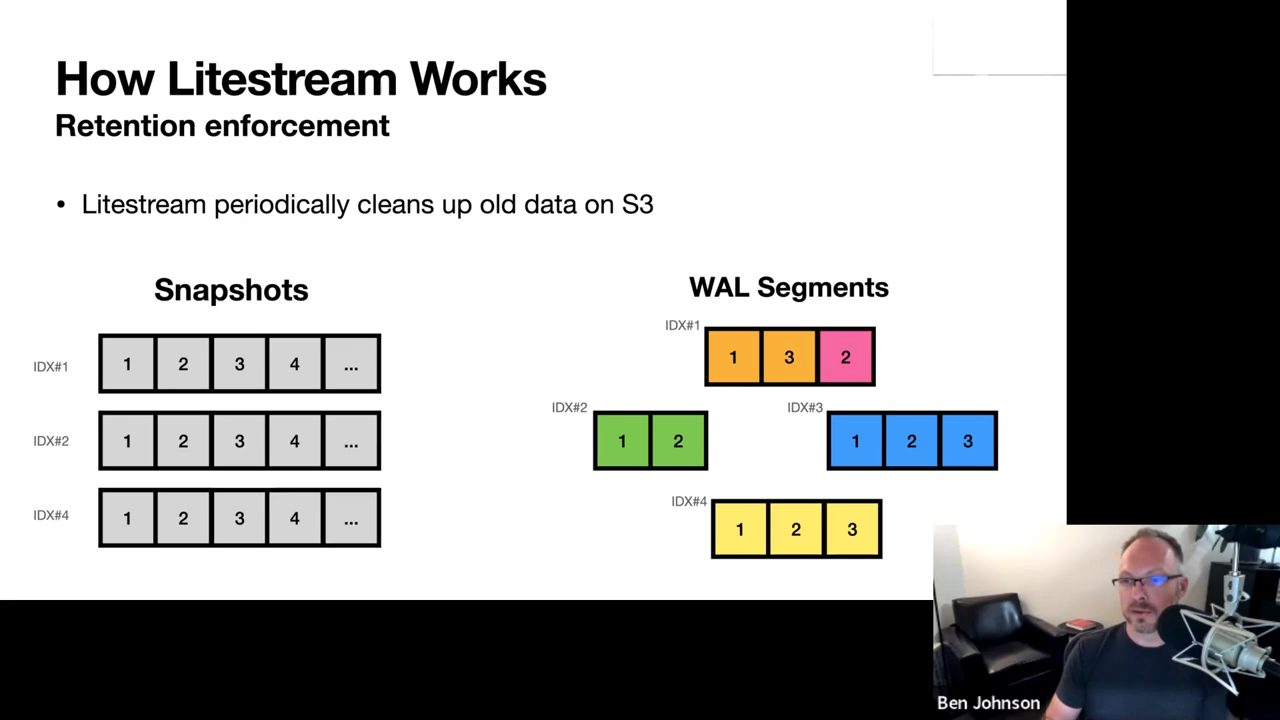 How Litestream Works
Retention enforcement
• Litestream periodically cleans up old data on S3
Snapshots
IDX#1
1 2 3 4 ...
IDX#2
1 2 3 4 ...
IDX#4
1 2 3 4 ...
WAL Segments
IDX#1
1 3 2
IDX#2
1 2
IDX#3
1 2 3
IDX#4
1 2 3
Ben Johnson